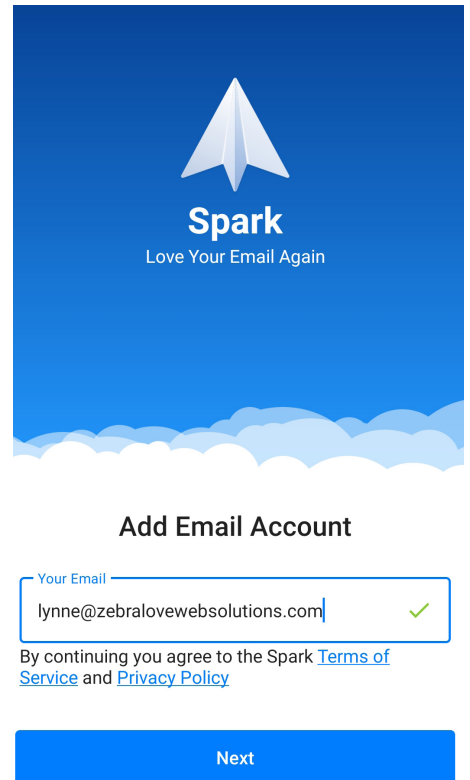 Spark
Love Your Email Again
Add Email Account
Your Email
lynne@zebralovewebsolutions.com
By continuing you agree to the Spark Terms of
Service and Privacy Policy
Next